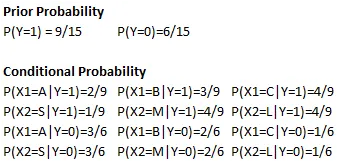 Prior Probability
P(Y=1) = 9/15 P(Y=0)=6/15
Conditional Probability
P(X1=A|Y=1)=2/9 P(X1=B|Y=1)=3/9 P(X1=C|Y=1)=4/9
P(X2=S|Y=1)=1/9 P(X2=M|Y=1)=4/9 P(X2=L|Y=1)=4/9
P(X1=A|Y=0)=3/6 P(X1=B|Y=0)=2/6 P(X1=C|Y=0)=1/6
P(X2=S|Y=0)=3/6 P(X2=M|Y=0)=2/6 P(X2=L|Y=0)=1/6